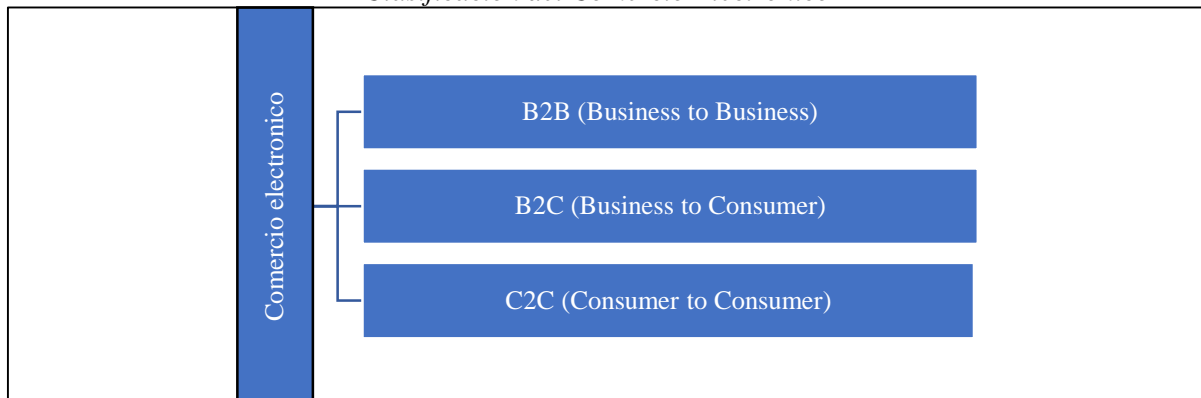 Comercio electronico
B2B (Business to Business)
B2C (Business to Consumer)
C2C (Consumer to Consumer)